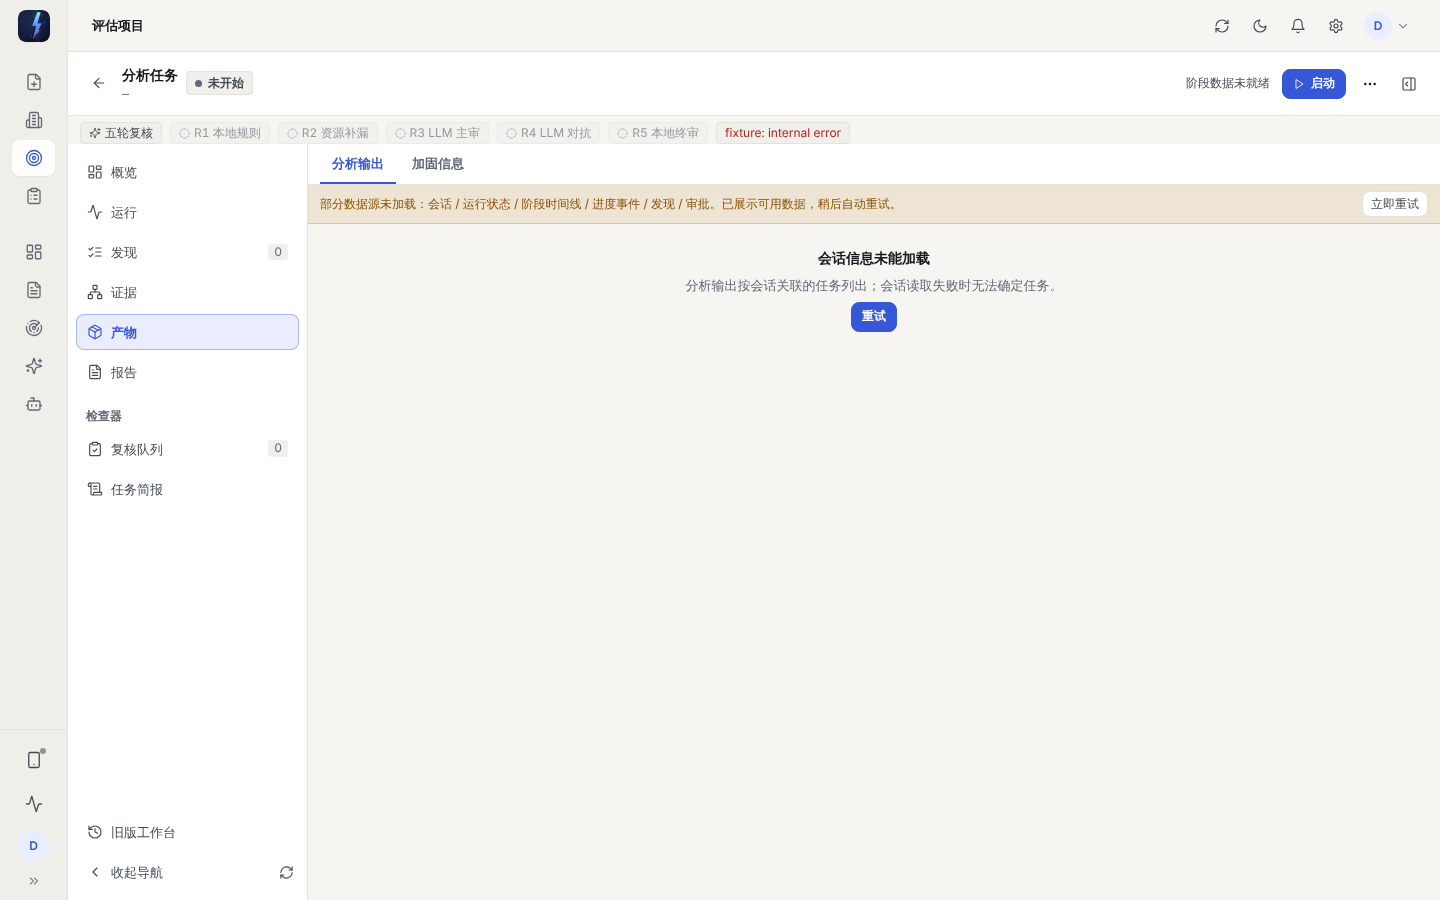 评估项目
D
分析任务
未开始
—
阶段数据未就绪
启动
五轮复核
R1 本地规则
R2 资源补漏
R3 LLM 主审
R4 LLM 对抗
R5 本地终审
fixture: internal error
概览
运行
发现
0
证据
产物
报告
检查器
复核队列
0
任务简报
旧版工作台
收起导航
分析输出
加固信息
部分数据源未加载：会话 / 运行状态 / 阶段时间线 / 进度事件 / 发现 / 审批。已展示可用数据，稍后自动重试。
立即重试
会话信息未能加载
分析输出按会话关联的任务列出；会话读取失败时无法确定任务。
重试
D